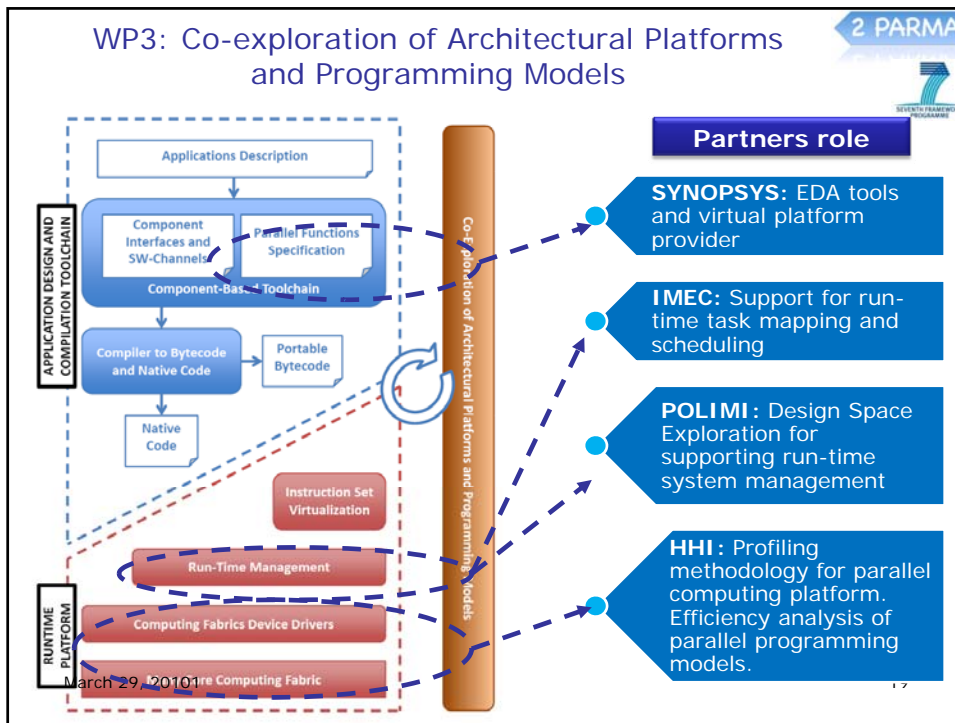 WP3: Co-exploration of Architectural Platforms
and Programming Models
2 PARMA
SEVENTH FRAMEWORK
PROGRAMME
Partners role
APPLICATION DESIGN AND
COMPILATION TOOLCHAIN
Applications Description
Component
Interfaces and
SW-Channels
Parallel Functions
Specification
Component-Based Toolchain
Compiler to Bytecode
and Native Code
Portable
Bytecode
Native
Code
Instruction Set
Virtualization
RUNTIME
PLATFORM
Run-Time Management
Computing Fabrics Device Drivers
Computing Fabric
Co-Exploration of Architectural Platforms and Programming Models
SYNOPSYS: EDA tools
and virtual platform
provider
IMEC: Support for run-
time task mapping and
scheduling
POLIMI: Design Space
Exploration for
supporting run-time
system management
HHI: Profiling
methodology for parallel
computing platform.
Efficiency analysis of
parallel programming
models.
March 29, 20101